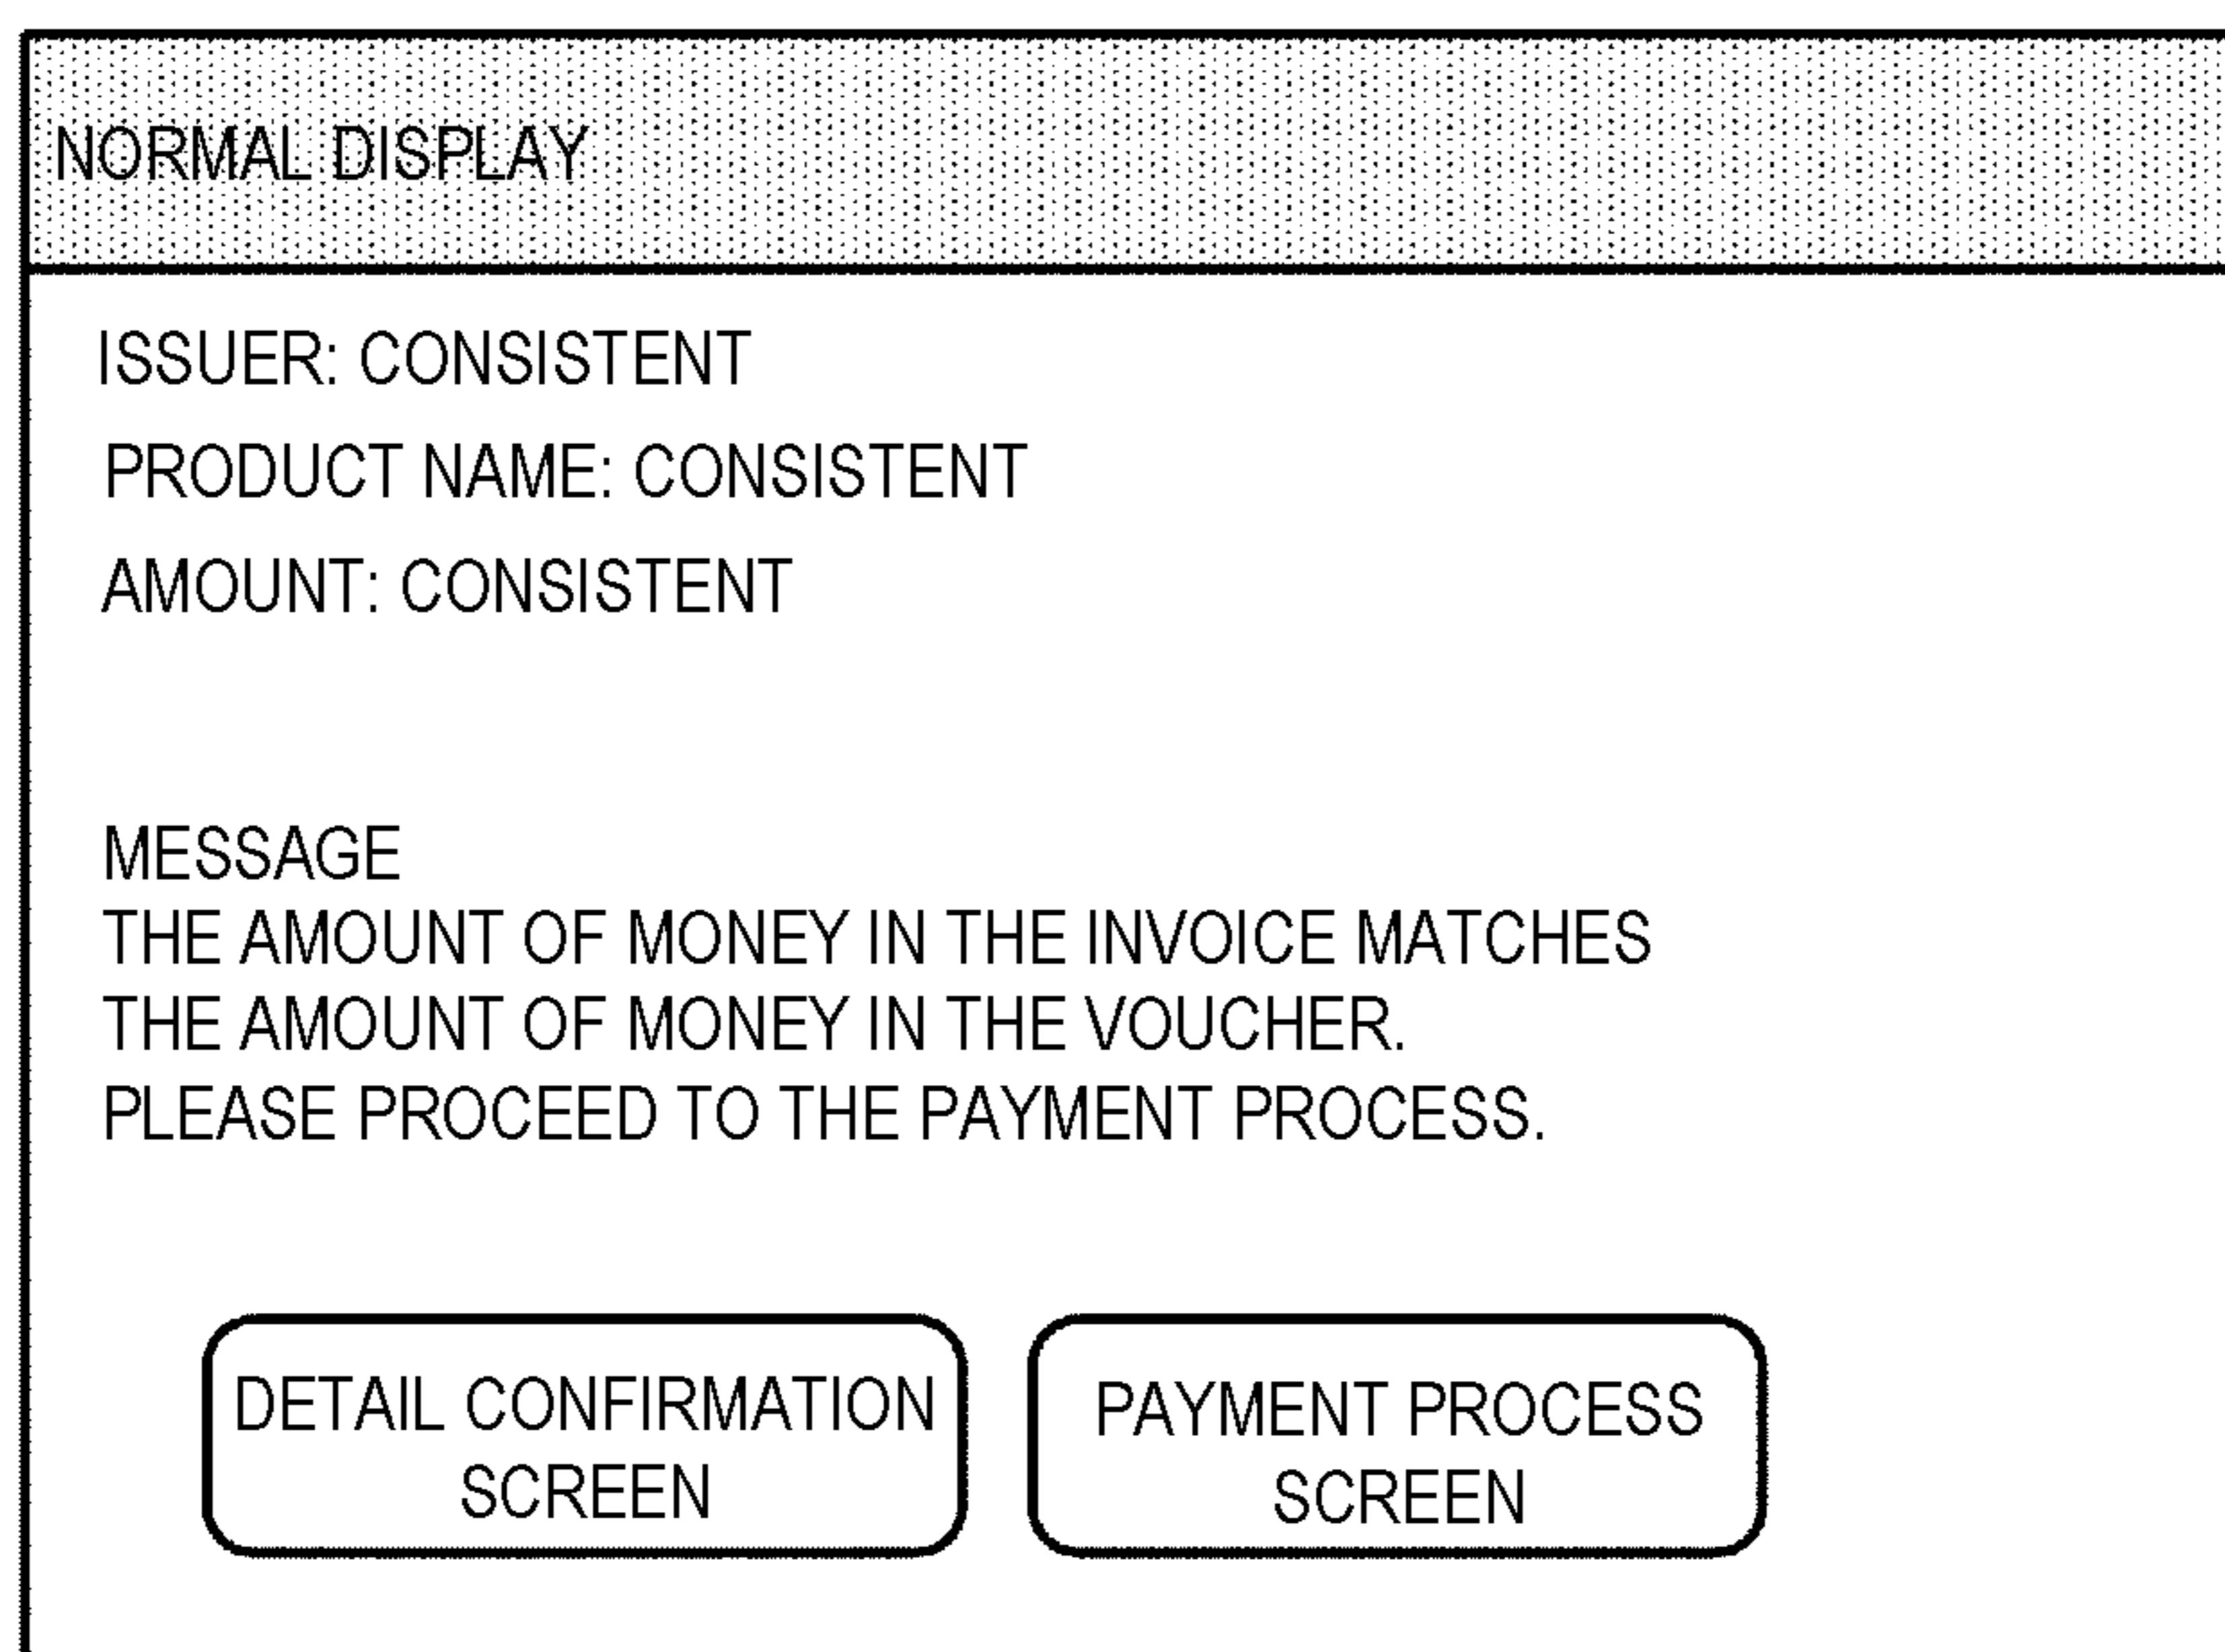 NORMAL DISPLAY
ISSUER: CONSISTENT
PRODUCT NAME: CONSISTENT
AMOUNT: CONSISTENT
MESSAGE
THE AMOUNT OF MONEY IN THE INVOICE MATCHES
THE AMOUNT OF MONEY IN THE VOUCHER.
PLEASE PROCEED TO THE PAYMENT PROCESS.
DETAIL CONFIRMATION
SCREEN
PAYMENT PROCESS
SCREEN